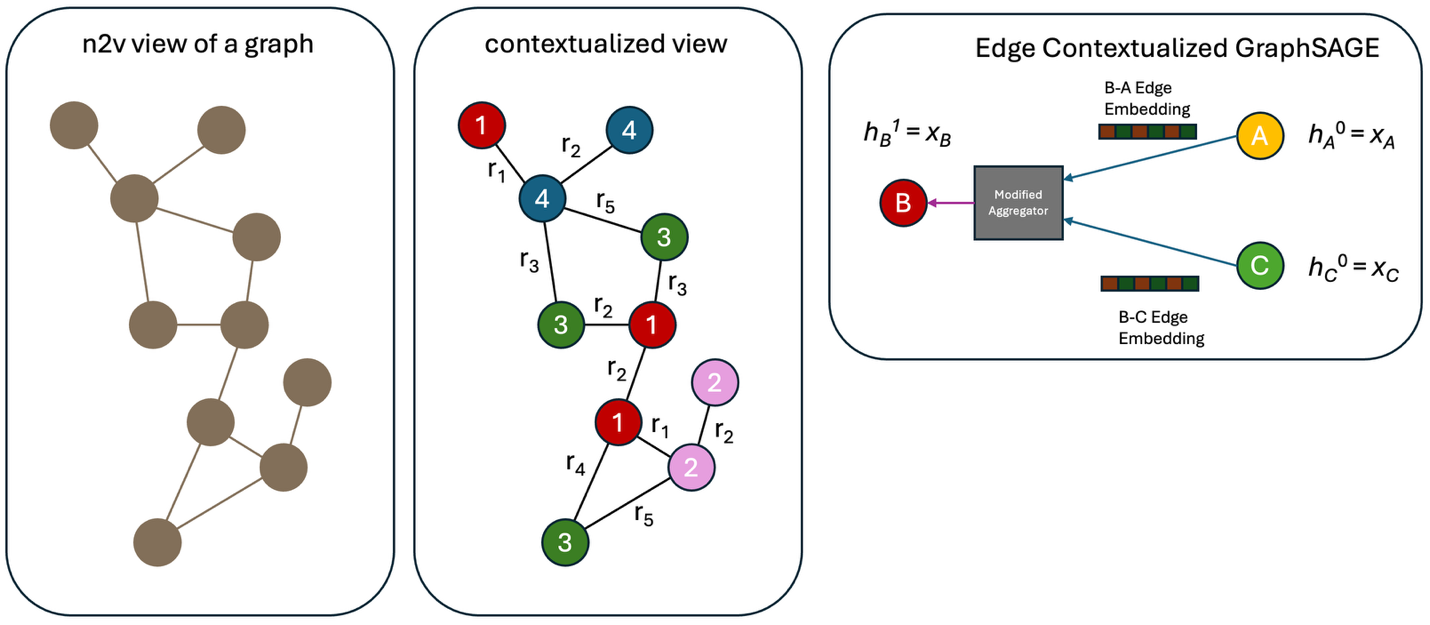 n2v view of a graph
contextualized view
1
4
r2
r1
4
r5
3
r3
r3
3
r2
1
r2
2
1
r1
r2
2
r4
r5
3
Edge Contextualized GraphSAGE
B-A Edge
Embedding
hB1 = xB
A
hA0 = xA
B
Modified
Aggregator
C
hC0 = xC
B-C Edge
Embedding